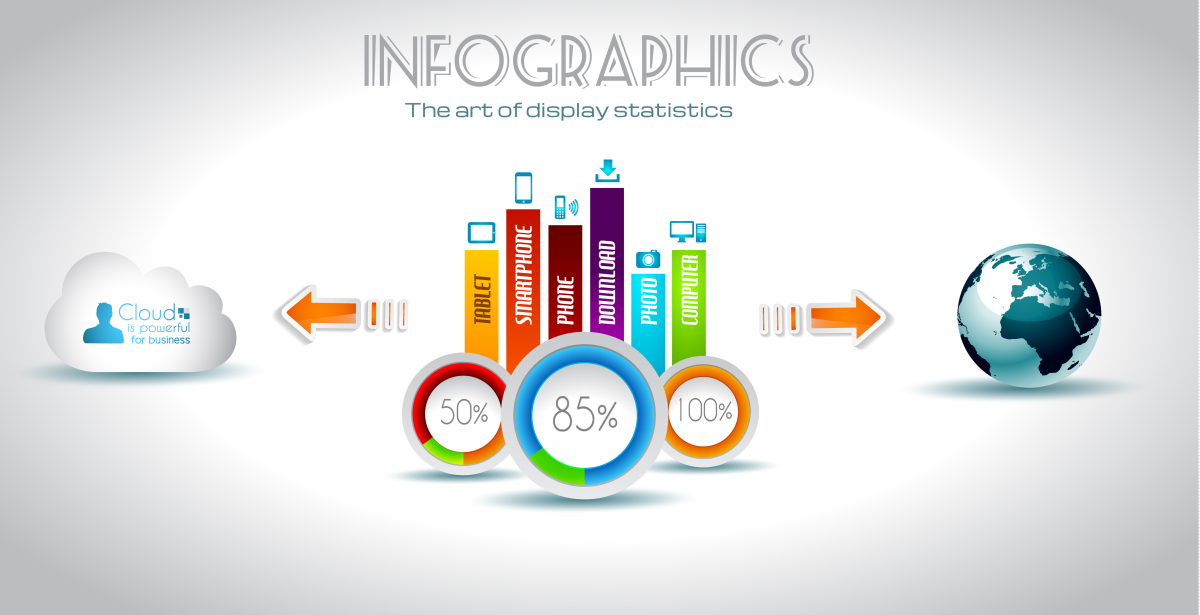 INFOGRAPHICS
The art of display statistics
TABLET
SMARTPHONE
PHONE
DOWNLOAD
PHOTO
COMPUTER
Cloud
is powerful
for business
50%
85%
100%